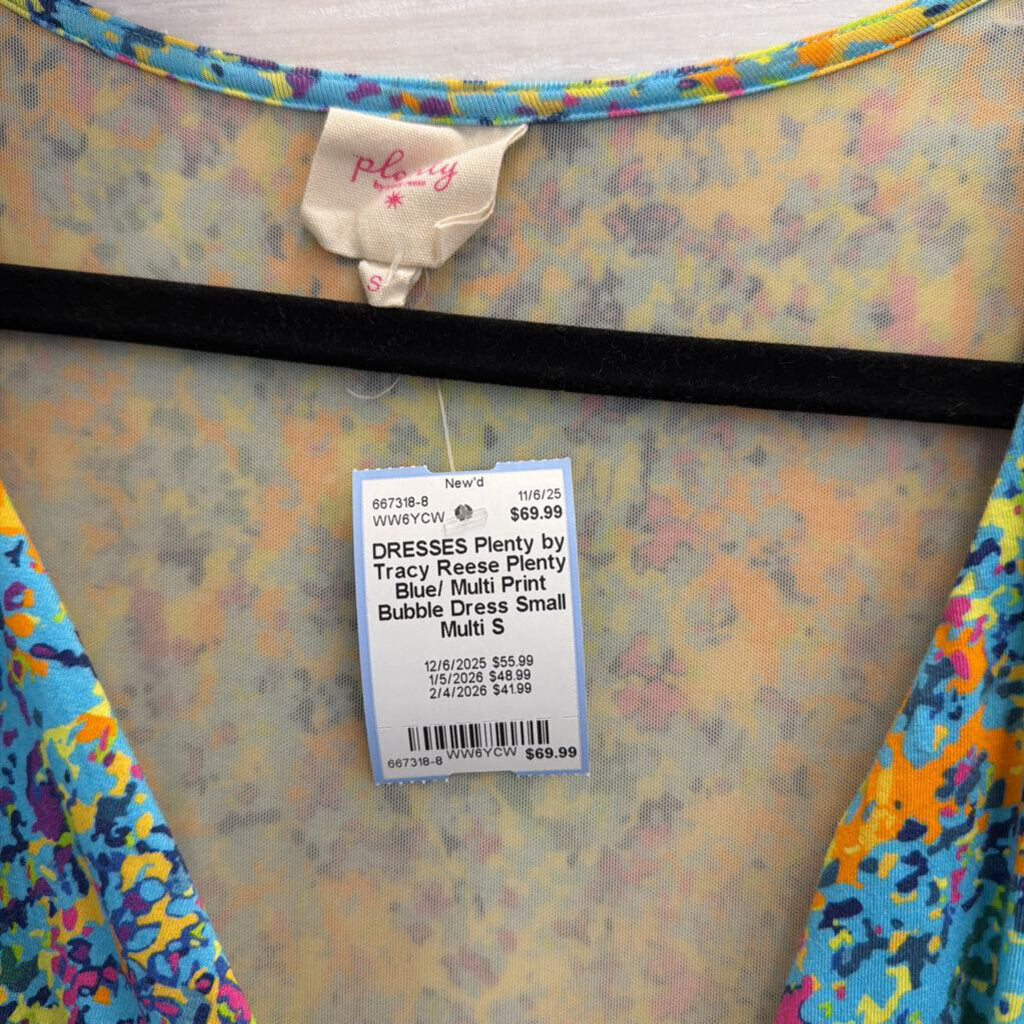 plenty
S
New'd
667318-8 11/6/25
WW6YCW $69.99
DRESSES Plenty by
Tracy Reese Plenty
Blue/ Multi Print
Bubble Dress Small
Multi S
12/6/2025 $55.99
1/5/2026 $48.99
2/4/2026 $41.99
667318-8 WW6YCW $69.99